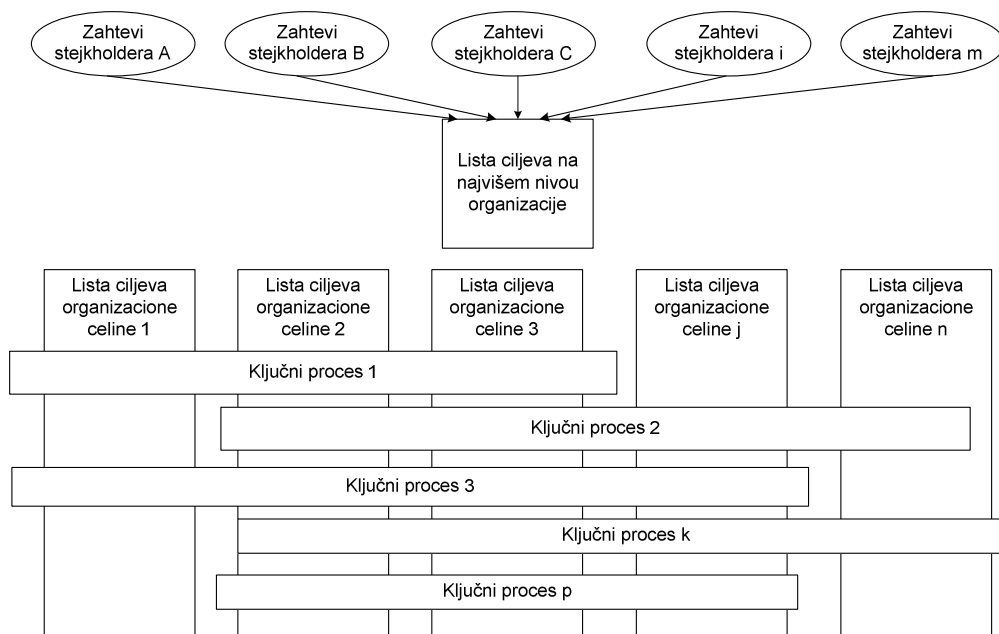 Zahtevi
stejkholdera A
Zahtevi
stejkholdera B
Zahtevi
stejkholdera C
Zahtevi
stejkholdera i
Zahtevi
stejkholdera m
Lista ciljeva na
najvišem nivou
organizacije
Lista ciljeva
organizacione
celine 1
Lista ciljeva
organizacione
celine 2
Lista ciljeva
organizacione
celine 3
Lista ciljeva
organizacione
celine j
Lista ciljeva
organizacione
celine n
Ključni proces 1
Ključni proces 2
Ključni proces 3
Ključni proces k
Ključni proces p